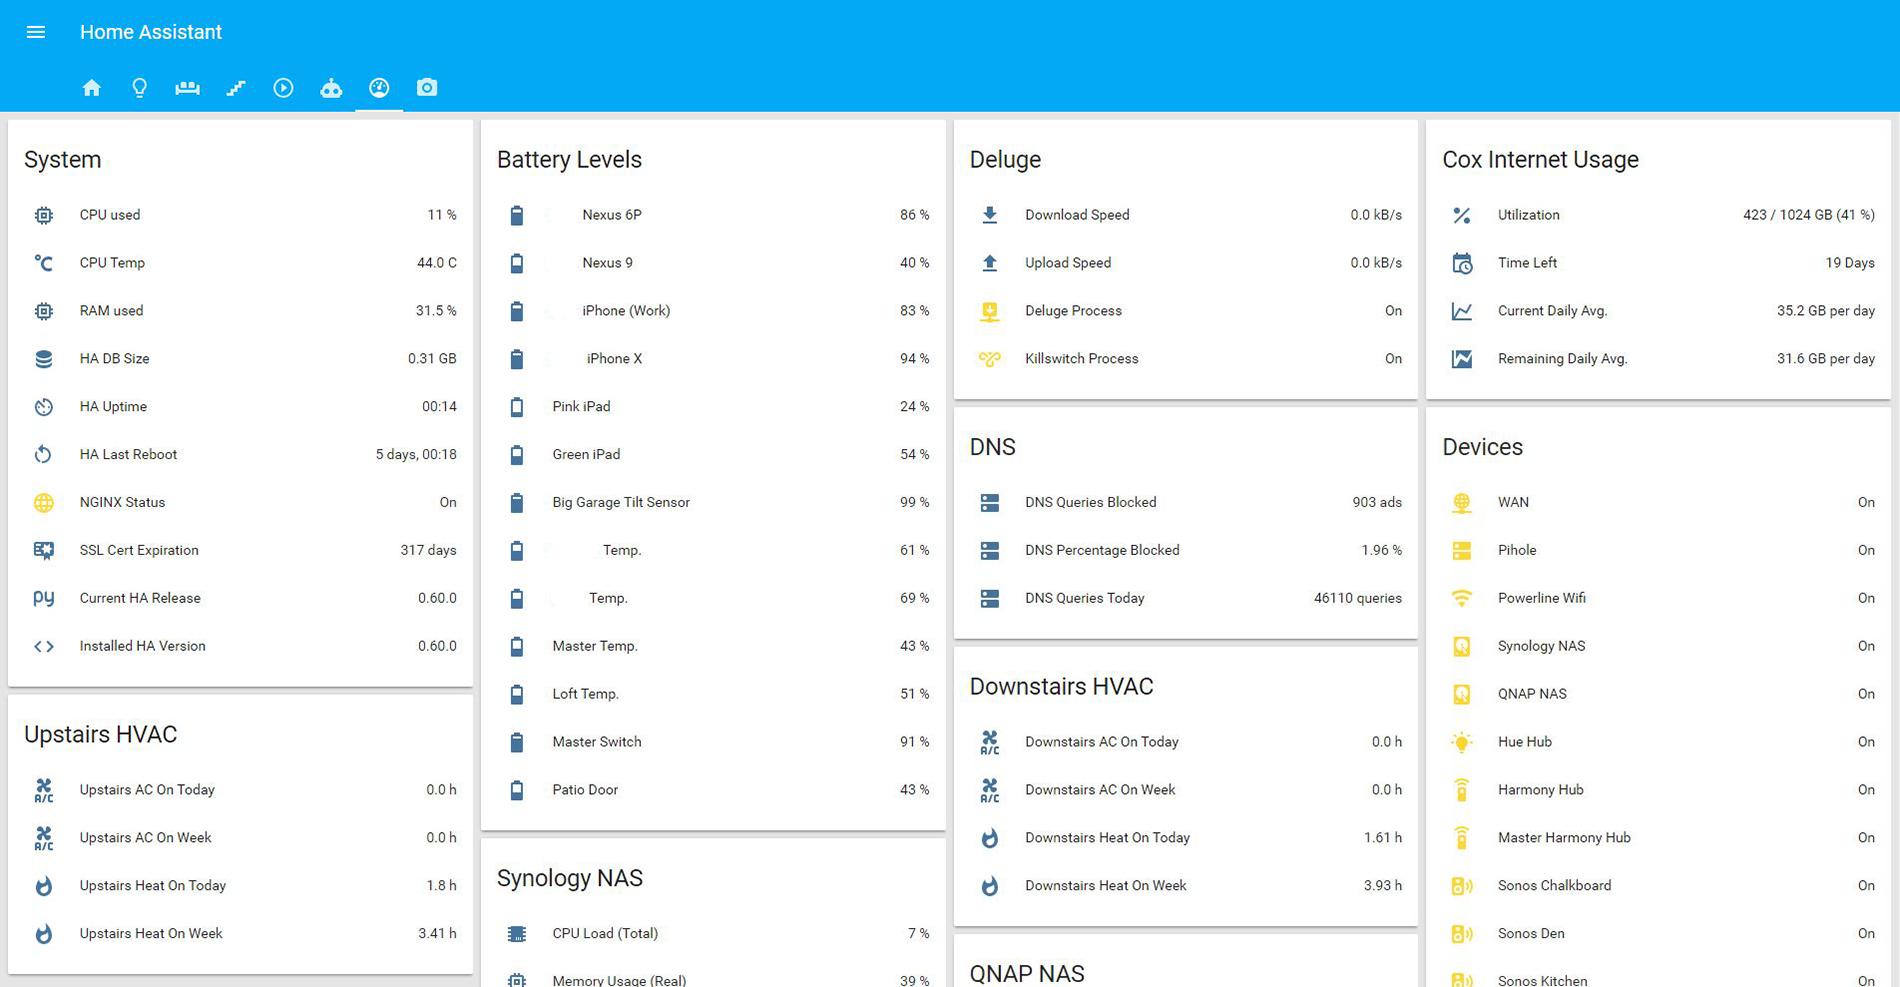 Home Assistant
System
CPU used 11 %
CPU Temp 44.0 C
RAM used 31.5 %
HA DB Size 0.31 GB
HA Uptime 00:14
HA Last Reboot 5 days, 00:18
NGINX Status On
SSL Cert Expiration 317 days
py Current HA Release 0.60.0
Installed HA Version 0.60.0
Upstairs HVAC
A/C Upstairs AC On Today 0.0 h
A/C Upstairs AC On Week 0.0 h
Upstairs Heat On Today 1.8 h
Upstairs Heat On Week 3.41 h
Battery Levels
Nexus 6P 86 %
Nexus 9 40 %
iPhone (Work) 83 %
iPhone X 94 %
Pink iPad 24 %
Green iPad 54 %
Big Garage Tilt Sensor 99 %
Temp. 61 %
Temp. 69 %
Master Temp. 43 %
Loft Temp. 51 %
Master Switch 91 %
Patio Door 43 %
Synology NAS
CPU Load (Total) 7 %
Memory Usage (Real) 39 %
Deluge
Download Speed 0.0 kB/s
Upload Speed 0.0 kB/s
Deluge Process On
Killswitch Process On
DNS
DNS Queries Blocked 903 ads
DNS Percentage Blocked 1.96 %
DNS Queries Today 46110 queries
Downstairs HVAC
A/C Downstairs AC On Today 0.0 h
A/C Downstairs AC On Week 0.0 h
Downstairs Heat On Today 1.61 h
Downstairs Heat On Week 3.93 h
QNAP NAS
Cox Internet Usage
Utilization 423 / 1024 GB (41 %)
Time Left 19 Days
Current Daily Avg. 35.2 GB per day
Remaining Daily Avg. 31.6 GB per day
Devices
WAN On
Pihole On
Powerline Wifi On
Synology NAS On
QNAP NAS On
Hue Hub On
Harmony Hub On
Master Harmony Hub On
Sonos Chalkboard On
Sonos Den On
Sonos Kitchen On